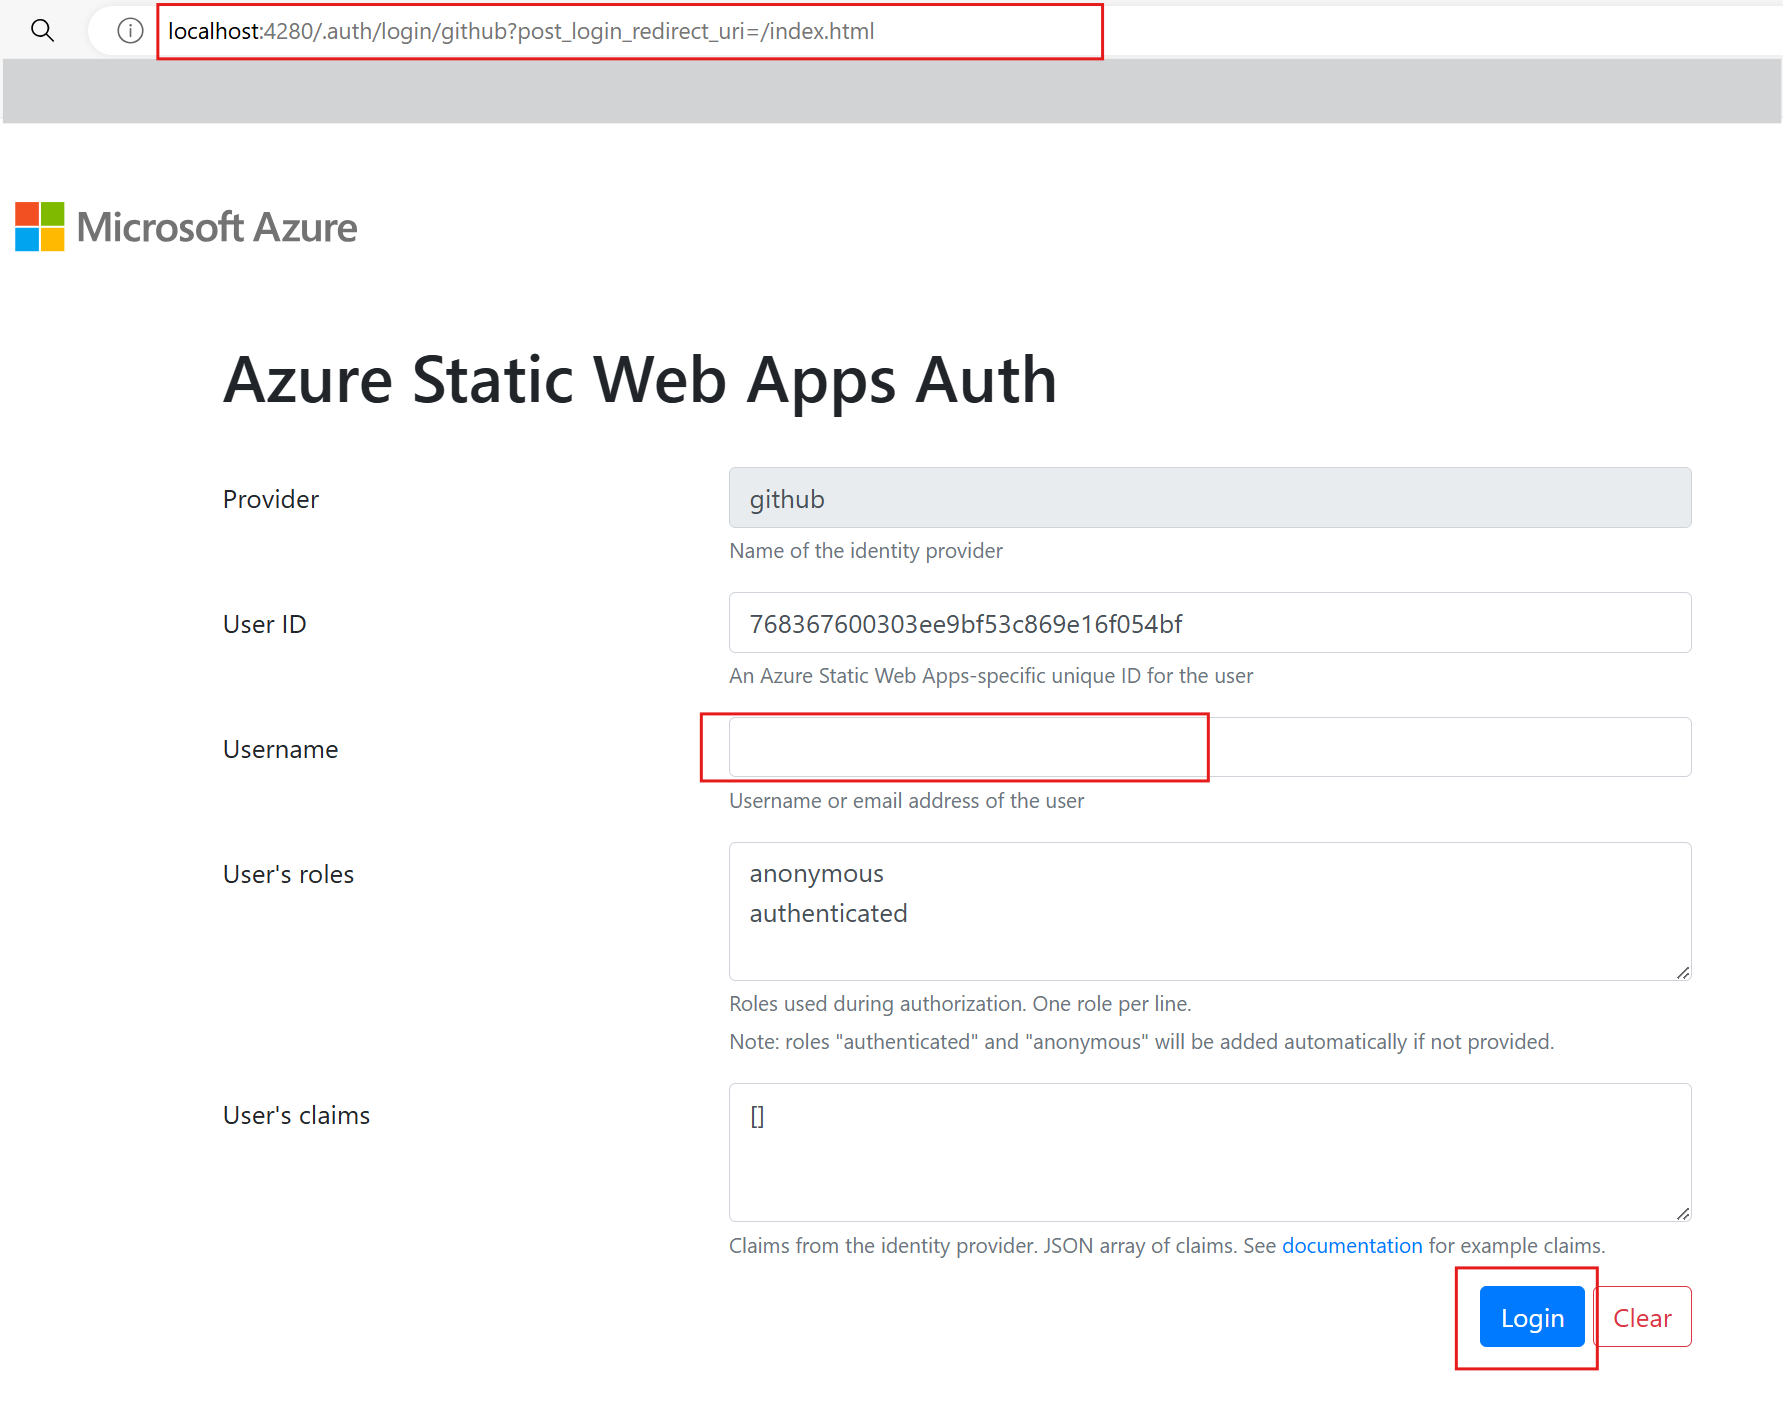 localhost:4280/.auth/login/github?post_login_redirect_uri=/index.html
Microsoft Azure
Azure Static Web Apps Auth
Provider
github
Name of the identity provider
User ID
768367600303ee9bf53c869e16f054bf
An Azure Static Web Apps-specific unique ID for the user
Username
Username or email address of the user
User's roles
anonymous
authenticated
Roles used during authorization. One role per line.
Note: roles "authenticated" and "anonymous" will be added automatically if not provided.
User's claims
[]
Claims from the identity provider. JSON array of claims. See documentation for example claims.
Login
Clear